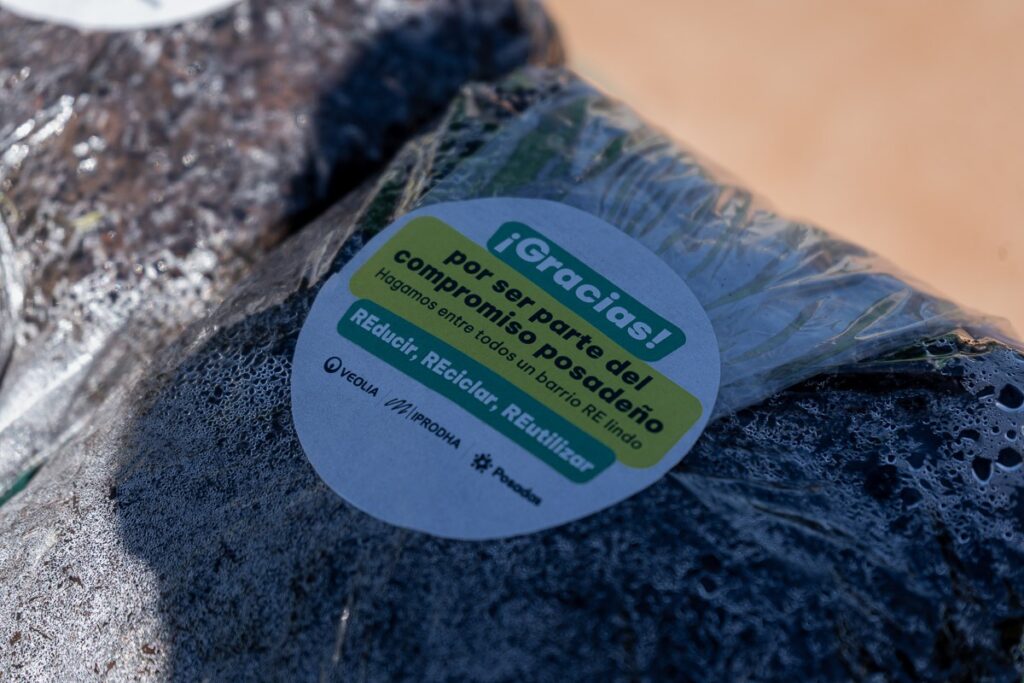 ¡Gracias!
por ser parte del
compromiso posadeño
Hagamos entre todos un barrio RE lindo
REducir, REciclar, REutilizar
VEOLIA | IPRODHA | Posadas